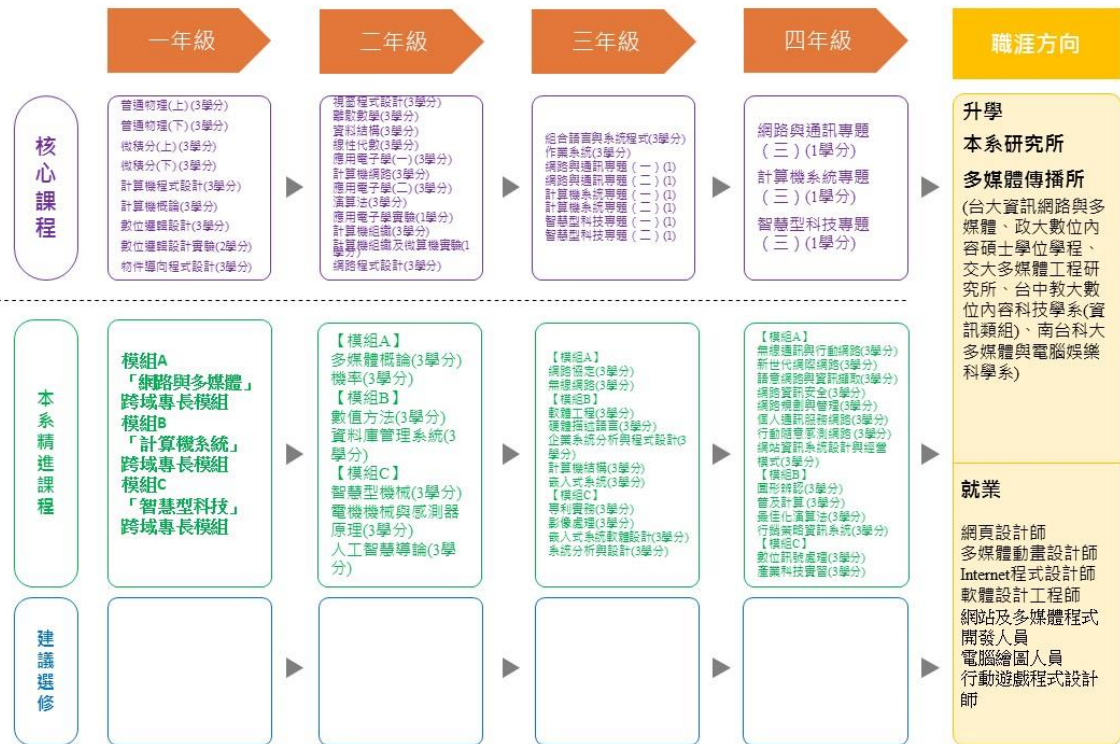 一年級
二年級
三年級
四年級
職涯方向
核心課程
普通物理(上)(3學分)
普通物理(下)(3學分)
微積分(上)(3學分)
微積分(下)(3學分)
計算機程式設計(3學分)
計算機概論(3學分)
數位邏輯設計(3學分)
數位邏輯設計實驗(2學分)
物件導向程式設計(3學分)
視窗程式設計(3學分)
離散數學(3學分)
資料結構(3學分)
線性代數(3學分)
應用電子學(一)(3學分)
計算機網路(3學分)
應用電子學(二)(3學分)
演算法(3學分)
應用電子學實驗(1學分)
計算機組織(3學分)
計算機組織及微算機實驗(1
學分)
網路程式設計(3學分)
組合語言與系統程式(3學分)
作業系統(3學分)
網路與通訊專題(一)(1)
網路與通訊專題(二)(1)
計算機系統專題(一)(1)
計算機系統專題(二)(1)
智慧型科技專題(一)(1)
智慧型科技專題(二)(1)
網路與通訊專題
(三)(1學分)
計算機系統專題
(三)(1學分)
智慧型科技專題
(三)(1學分)
升學
本系研究所
多媒體傳播所
(台大資訊網路與多
媒體、政大數位內
容碩士學位學程、
交大多媒體工程研
究所、台中教大數
位內容科技學系(資
訊類組)、南台科大
多媒體與電腦娛樂
科學系)
本系精進課程
模組A
「網路與多媒體」
跨域專長模組
模組B
「計算機系統」
跨域專長模組
模組C
「智慧型科技」
跨域專長模組
【模組A】
多媒體概論(3學分)
機率(3學分)
【模組B】
數值方法(3學分)
資料庫管理系統(3
學分)
【模組C】
智慧型機械(3學分)
電機機械與感測器
原理(3學分)
人工智慧導論(3學
分)
【模組A】
網路協定(3學分)
無線網路(3學分)
【模組B】
軟體工程(3學分)
硬體描述語言(3學分)
企業系統分析與程式設計(3
學分)
計算機結構(3學分)
嵌入式系統(3學分)
【模組C】
專利實務(3學分)
影像處理(3學分)
嵌入式系統軟體設計(3學分)
系統分析與設計(3學分)
【模組A】
無線通訊與行動網路(3學分)
新世代網際網路(3學分)
語意網路與資訊擷取(3學分)
網路資訊安全(3學分)
網路規劃與管理(3學分)
個人通訊服務網路(3學分)
行動隨意感測網路(3學分)
網站資訊系統設計與經營
模式(3學分)
【模組B】
圖形辨認(3學分)
普及計算(3學分)
最佳化演算法(3學分)
行銷策略資訊系統(3學分)
【模組C】
數位訊號處理(3學分)
產業科技實習(3學分)
就業
網頁設計師
多媒體動畫設計師
Internet程式設計師
軟體設計工程師
網站及多媒體程式
開發人員
電腦繪圖人員
行動遊戲程式設計
師
建議選修